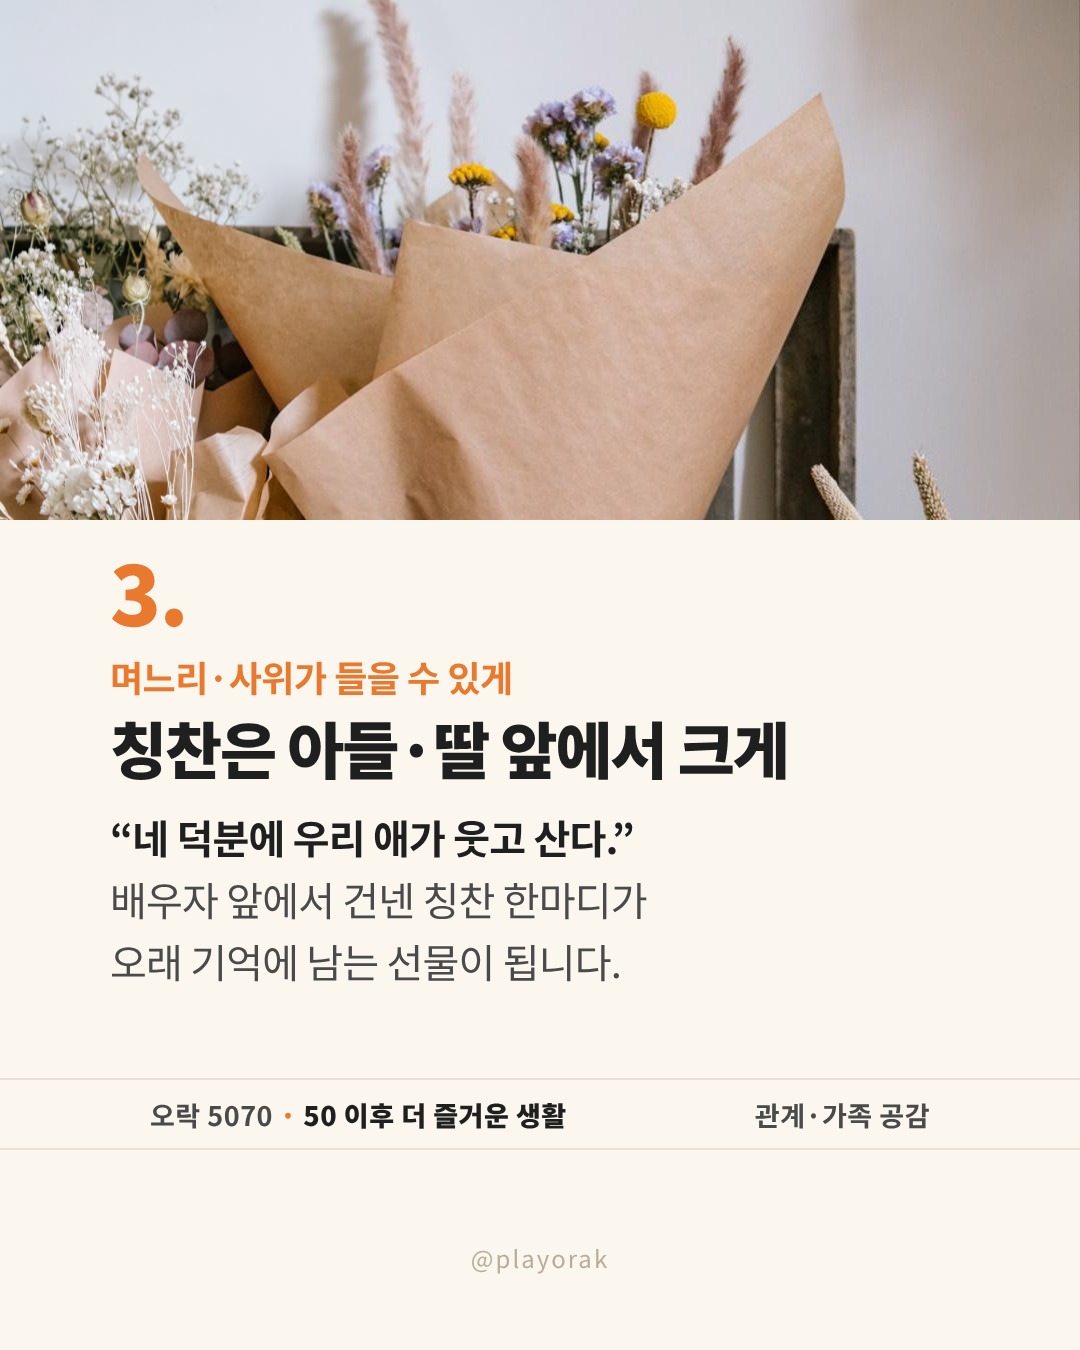 3.
며느리·사위가 들을 수 있게
칭찬은 아들·딸 앞에서 크게
“네 덕분에 우리 애가 웃고 산다.”
배우자 앞에서 건넨 칭찬 한마디가
오래 기억에 남는 선물이 됩니다.
오락 5070 · 50 이후 더 즐거운 생활 관계·가족 공감
@playorak